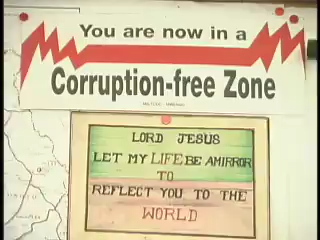 You are now in a
Corruption-free Zone
LORD JESUS
LET MY LIFE BE A MIRROR
TO
REFLECT YOU TO THE
WORLD